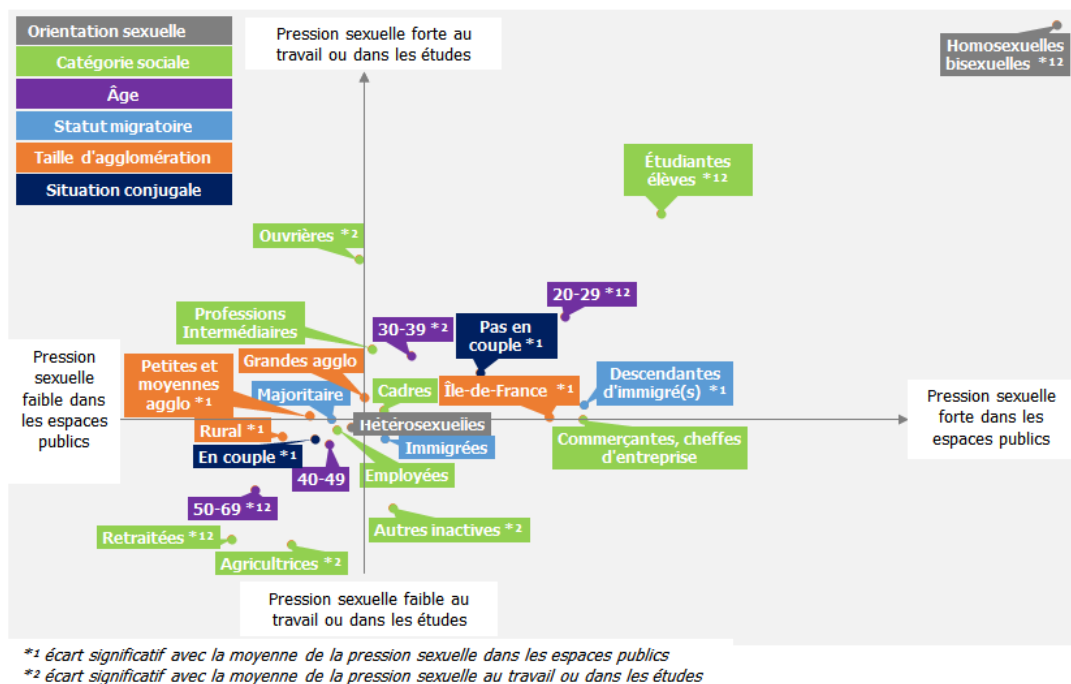 Orientation sexuelle
Catégorie sociale
Âge
Statut migratoire
Taille d'agglomération
Situation conjugale
Pression sexuelle forte au
travail ou dans les études
Homosexuelles
bisexuelles *¹²
Étudiantes
élèves *¹²
Ouvrières *²
20-29 *¹²
Professions
Intermédiaires
30-39 *²
Pas en
couple *¹
Pression
sexuelle
faible dans
les espaces
publics
Petites et
moyennes
agglo *¹
Grandes agglo
Majoritaire
Cadres
Île-de-France *¹
Descendantes
d'immigré(s) *¹
Pression sexuelle
forte dans les
espaces publics
Rural *¹
Hétérosexuelles
En couple *¹
Immigrées
Commerçantes, cheffes
d'entreprise
40-49
Employées
50-69 *¹²
Retraitées *¹²
Autres inactives *²
Agricultrices *²
Pression sexuelle faible au
travail ou dans les études
*¹ écart significatif avec la moyenne de la pression sexuelle dans les espaces publics
*² écart significatif avec la moyenne de la pression sexuelle au travail ou dans les études